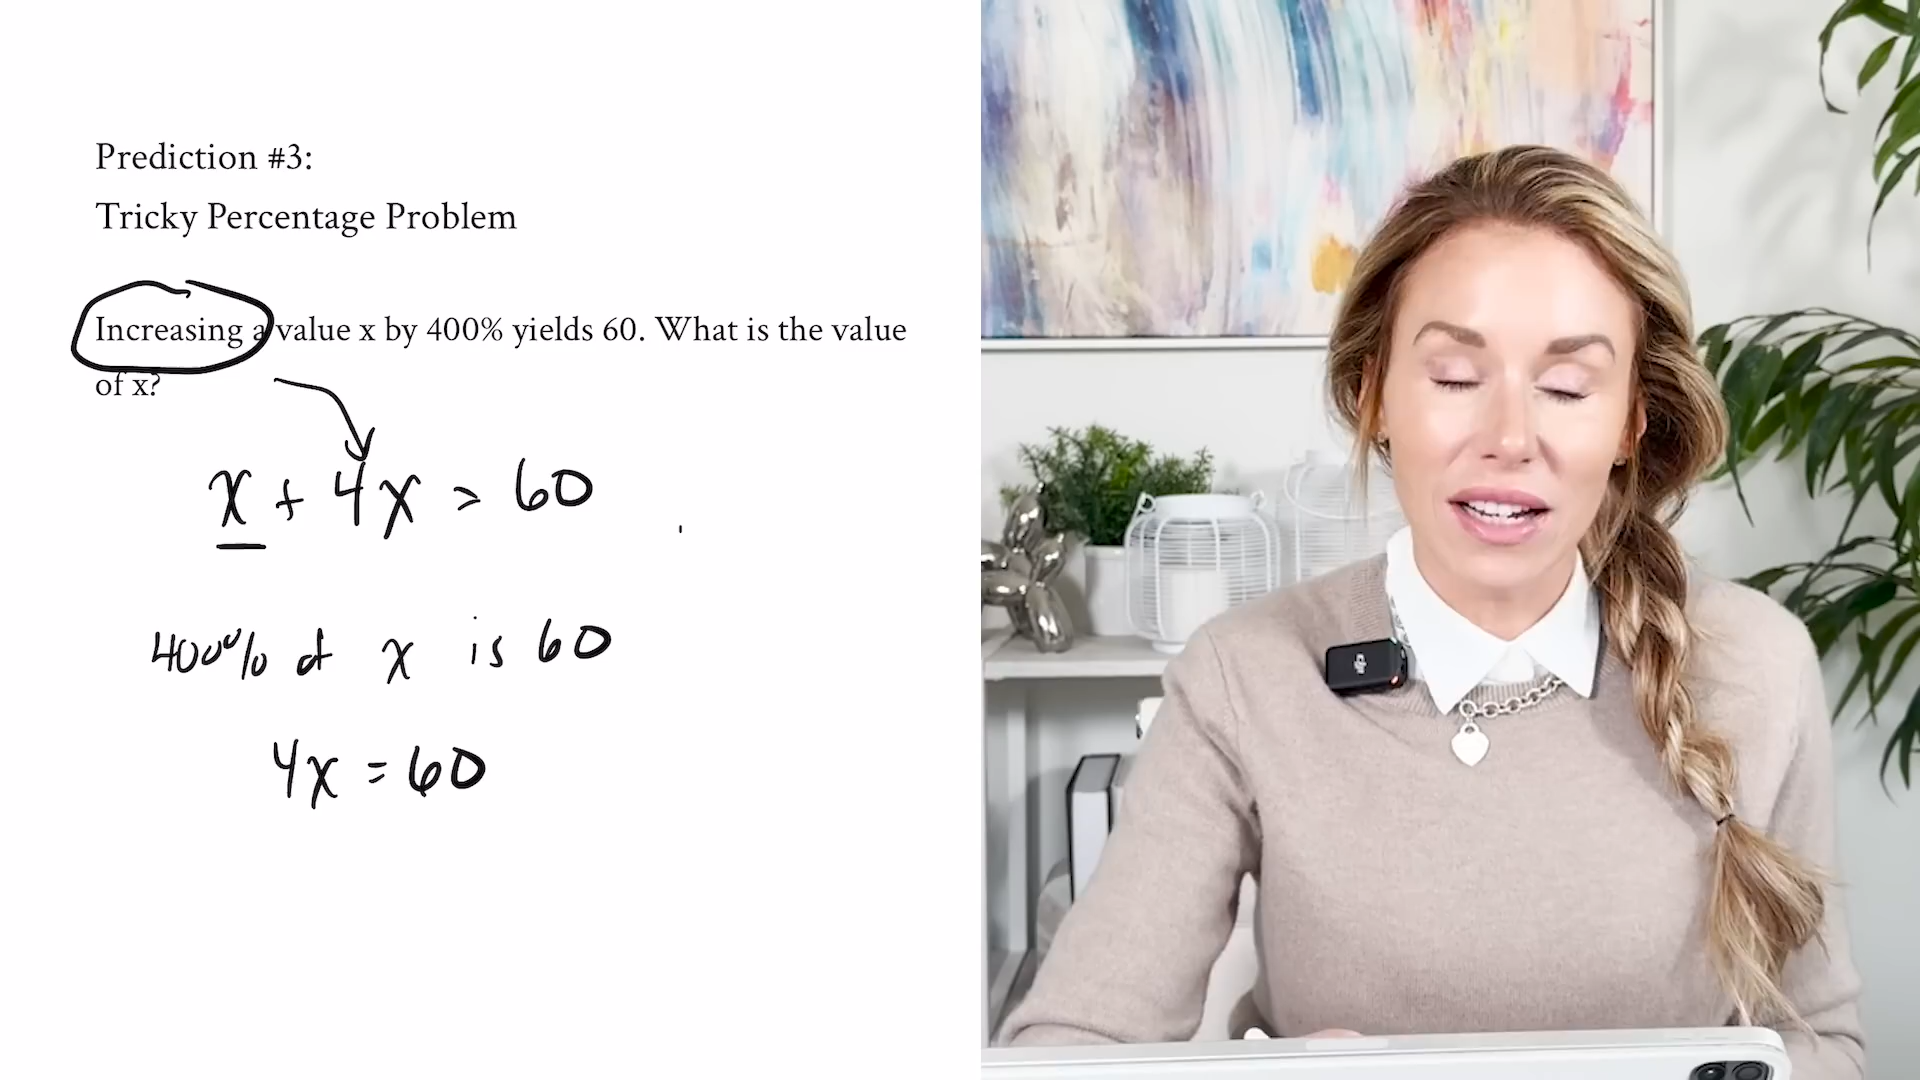 Prediction #3:
Tricky Percentage Problem
Increasing a value x by 400% yields 60. What is the value
of x?
x + 4x = 60
400% of x is 60
4x = 60